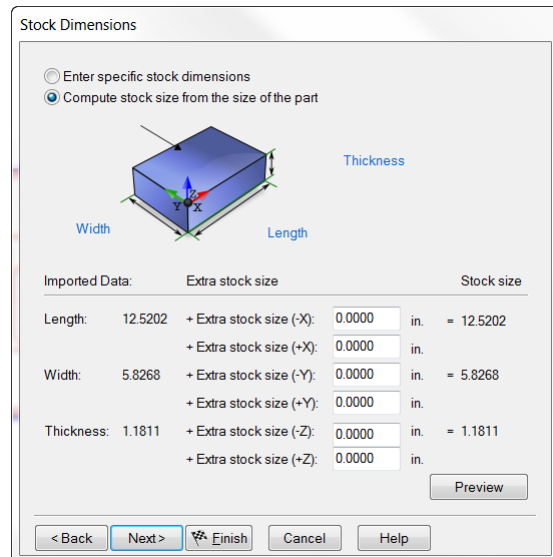 Stock Dimensions
Enter specific stock dimensions
Compute stock size from the size of the part
Thickness
Z
Y X
Width
Length
Imported Data: Extra stock size Stock size
Length: 12.5202 + Extra stock size (-X): 0.0000 in. = 12.5202
+ Extra stock size (+X): 0.0000 in.
Width: 5.8268 + Extra stock size (-Y): 0.0000 in. = 5.8268
+ Extra stock size (+Y): 0.0000 in.
Thickness: 1.1811 + Extra stock size (-Z): 0.0000 in. = 1.1811
+ Extra stock size (+Z): 0.0000 in.
Preview
< Back Next > Finish Cancel Help